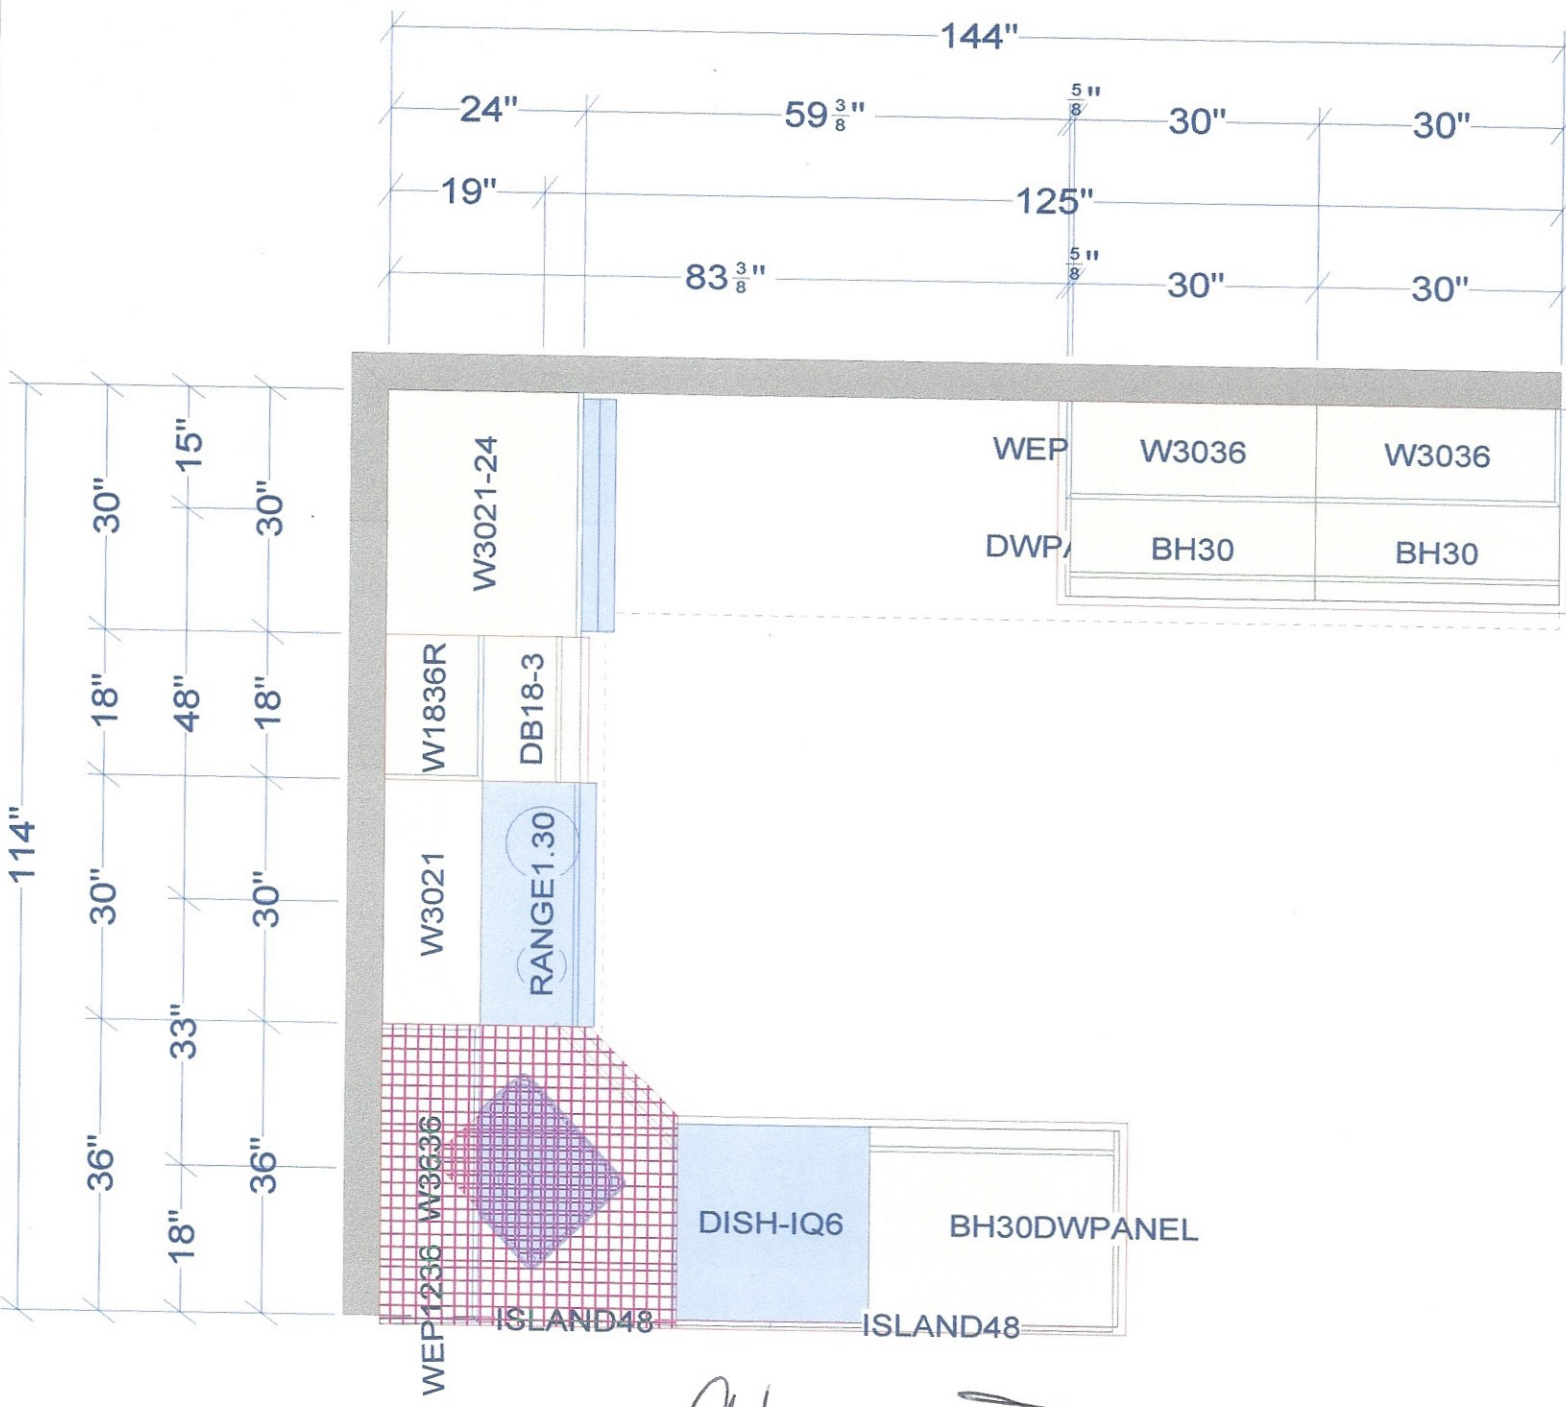 144"
24" 59 3/8" 5/8" 30" 30"
19" 125"
83 3/8" 5/8" 30" 30"
114"
30" 18" 30" 36"
15" 48" 33" 18"
30" 18" 30" 36"
W3021-24
WEP W3036 W3036
DWP BH30 BH30
W1836R DB18-3
W3021 RANGE1.30
WEP1236 W3636
DISH-IQ6 BH30DWPANEL
ISLAND48 ISLAND48